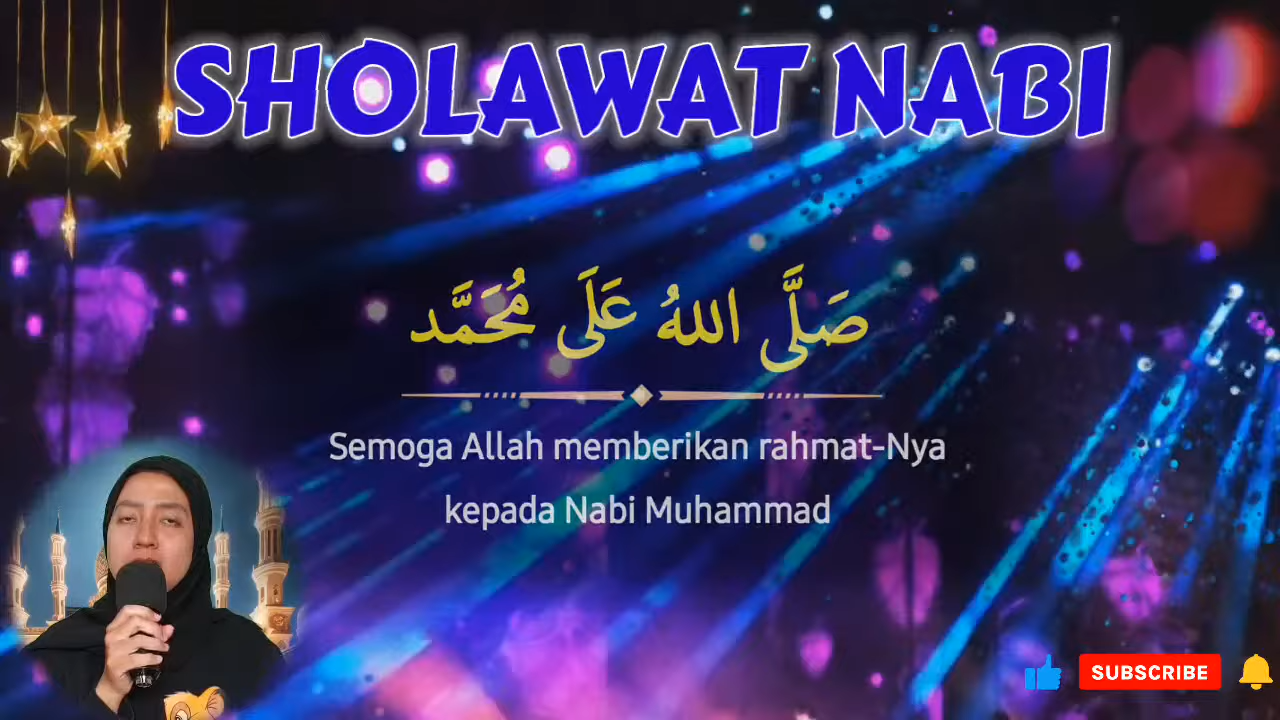 SHOLAWAT NABI
صَلَّى اللهُ عَلَى مُحَمَّد
Semoga Allah memberikan rahmat-Nya
kepada Nabi Muhammad
SUBSCRIBE